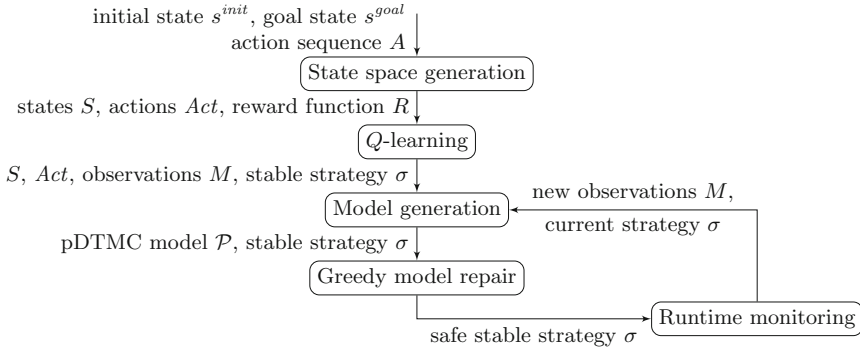 initial state s^{init}, goal state s^{goal}
action sequence A
State space generation
states S, actions Act, reward function R
Q-learning
S, Act, observations M, stable strategy σ
new observations M,
Model generation
current strategy σ
pDTMC model 𝒫, stable strategy σ
Greedy model repair
Runtime monitoring
safe stable strategy σ